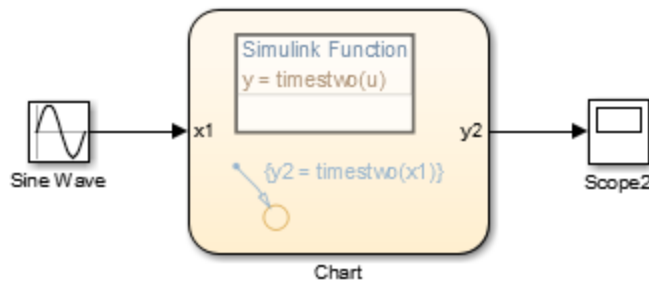 Simulink Function
y = timestwo(u)
x1
y2
{y2 = timestwo(x1)}
Sine Wave
Scope2
Chart